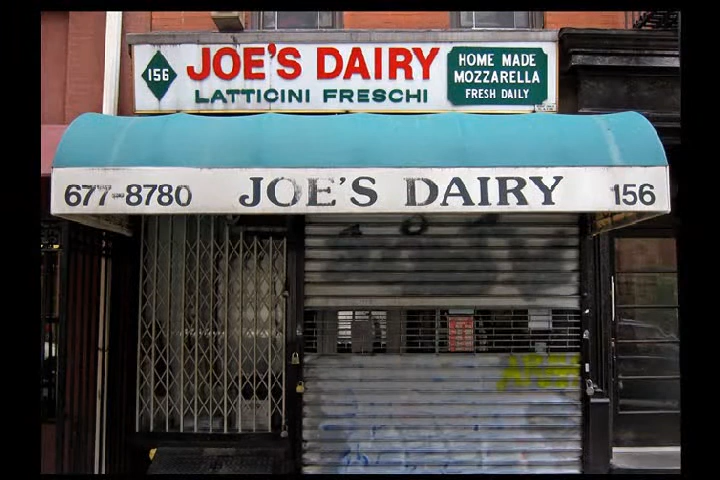 156
JOE'S DAIRY
LATTICINI FRESCHI
HOME MADE
MOZZARELLA
FRESH DAILY
677-8780 JOE'S DAIRY 156